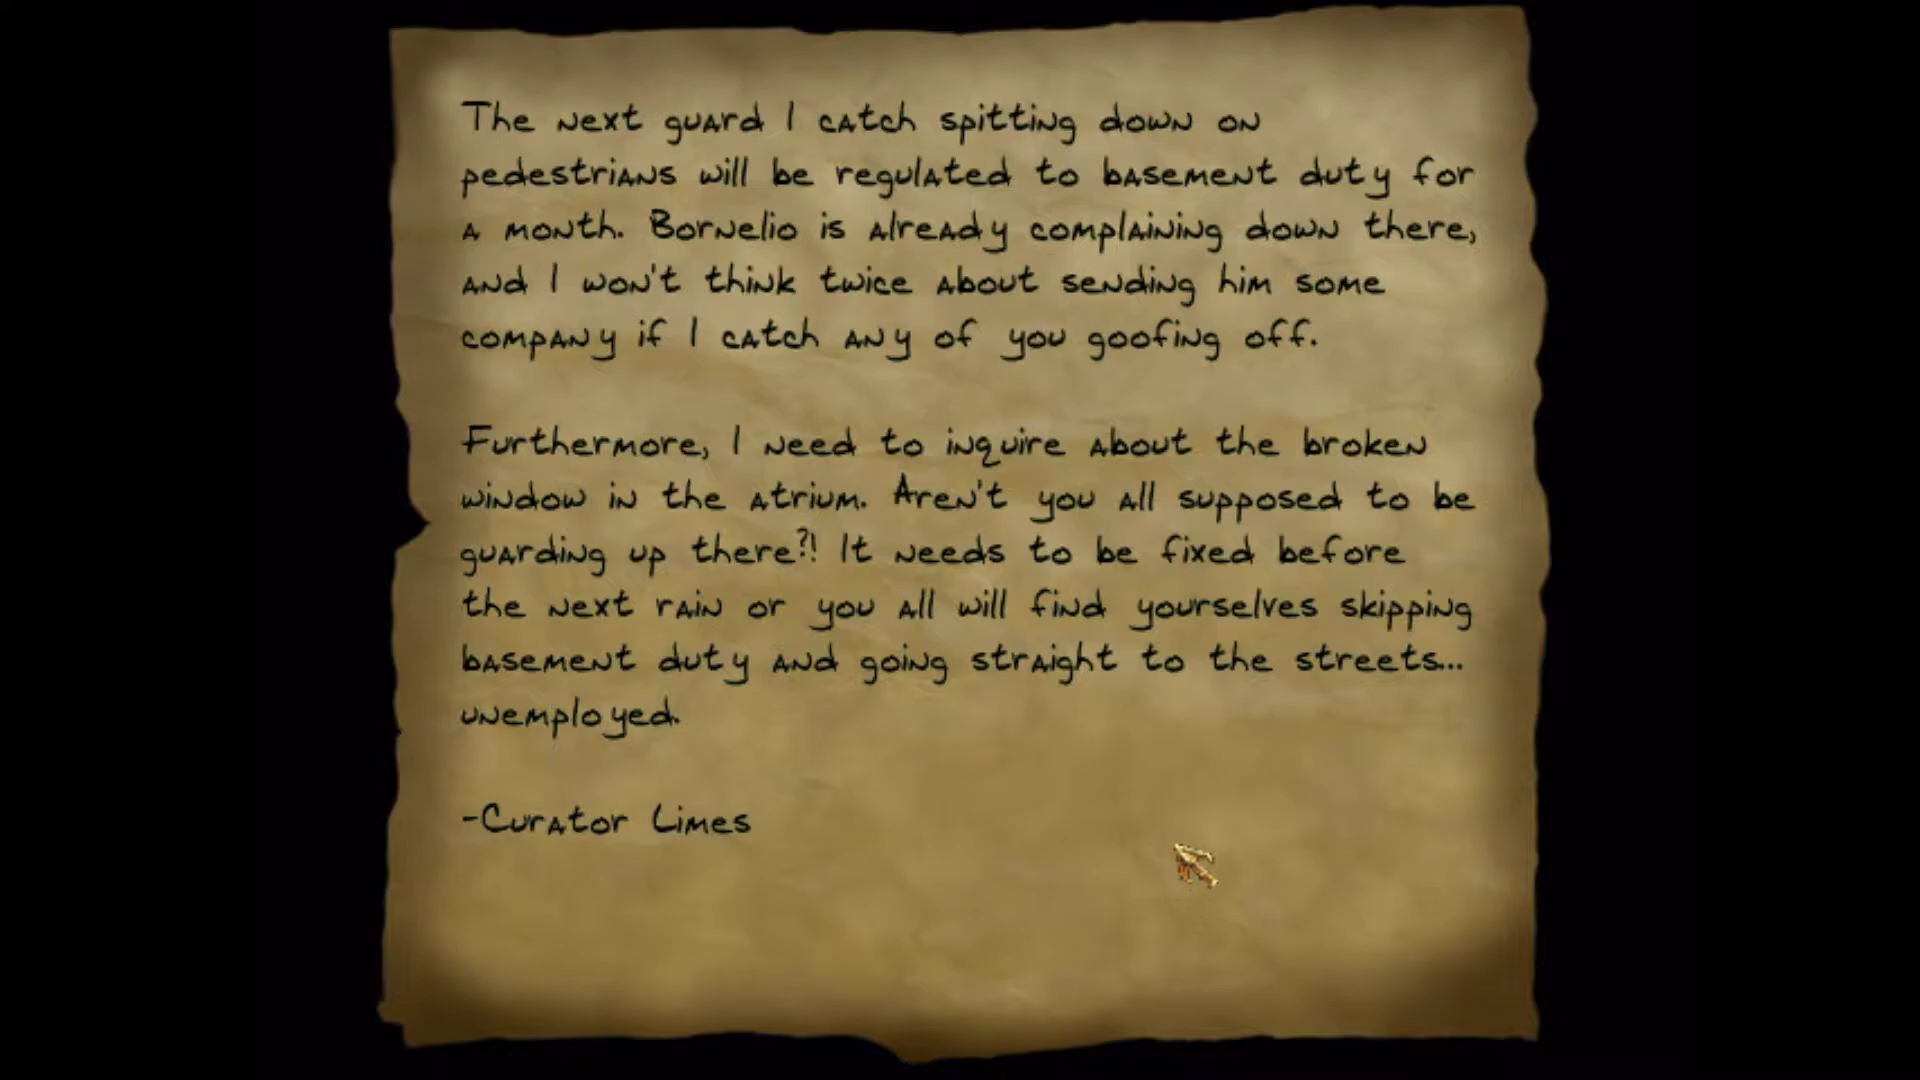 The next guard I catch spitting down on
pedestrians will be regulated to basement duty for
a month. Bornelio is already complaining down there,
and I won't think twice about sending him some
company if I catch any of you goofing off.
Furthermore, I need to inquire about the broken
window in the atrium. Aren't you all supposed to be
guarding up there?! It needs to be fixed before
the next rain or you all will find yourselves skipping
basement duty and going straight to the streets...
unemployed.
-Curator Limes